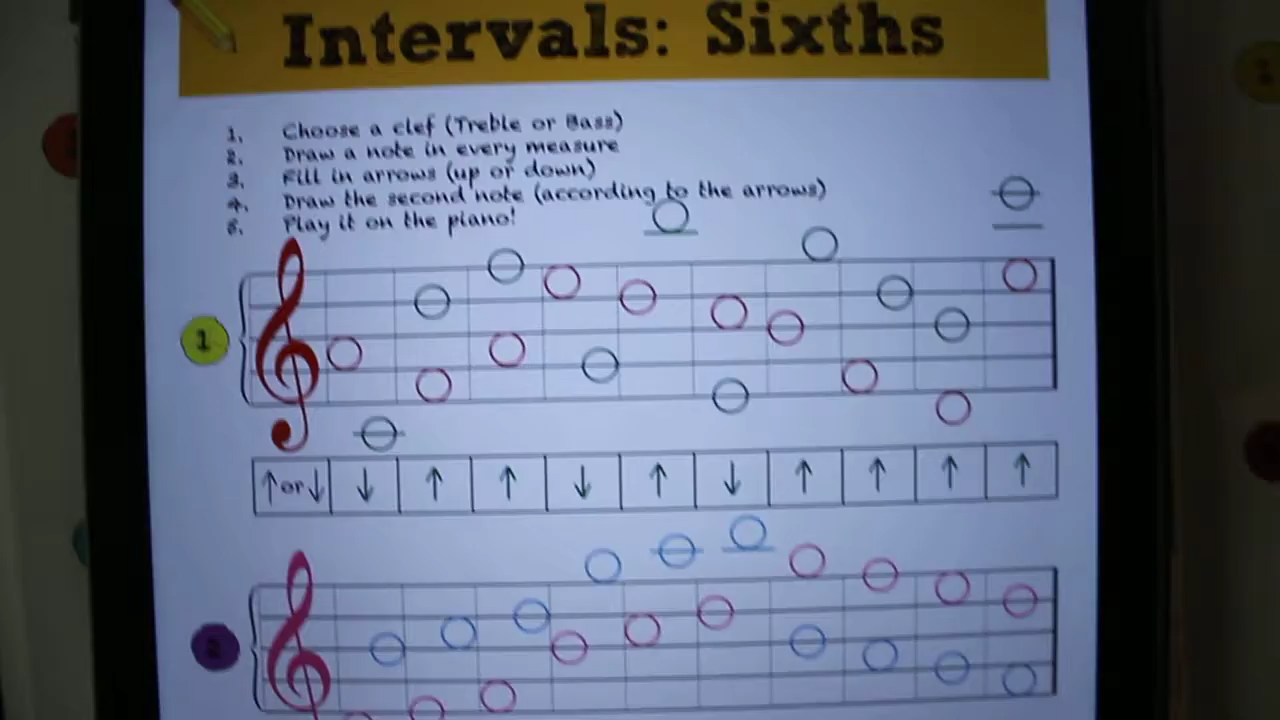 Intervals: Sixths
1. Choose a clef (Treble or Bass)
2. Draw a note in every measure
3. Fill in arrows (up or down)
4. Draw the second note (according to the arrows)
5. Play it on the piano!
1
↑or↓ ↓ ↑ ↑ ↓ ↑ ↓ ↑ ↑ ↑ ↑
2